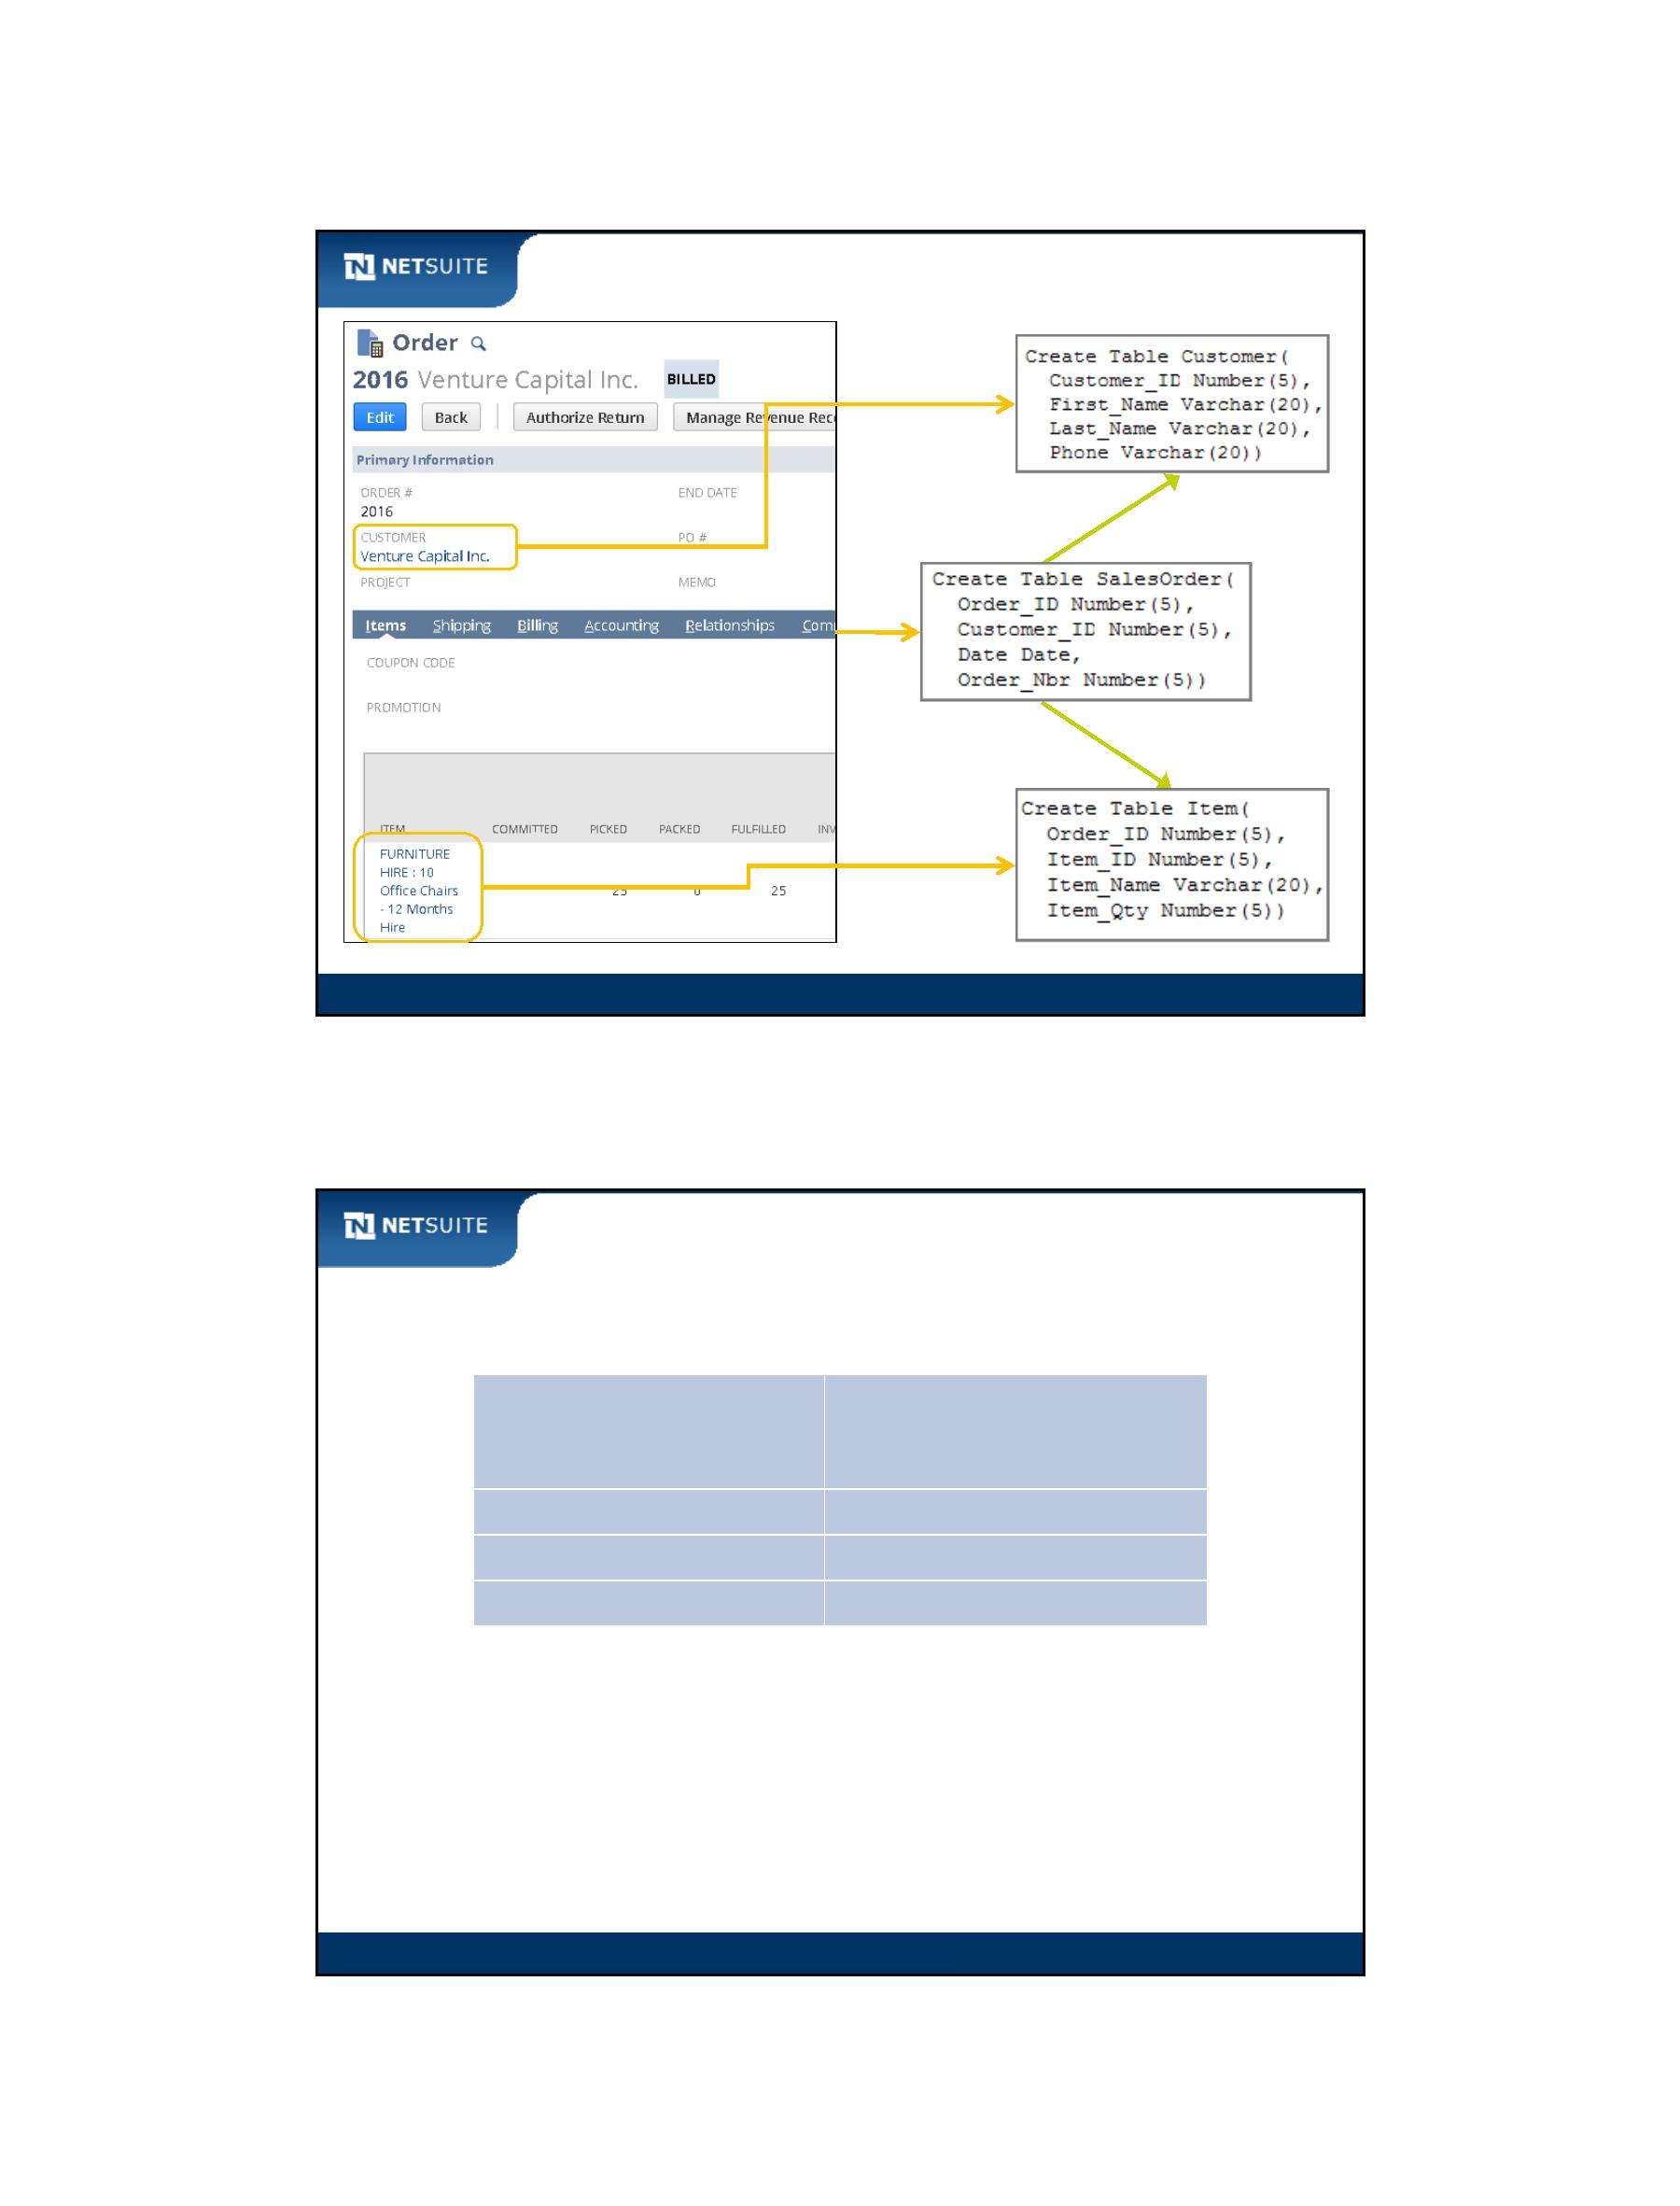 NETSUITE
Order
2016 Venture Capital Inc. BILLED
Edit Back Authorize Return Manage Revenue Rec
Primary Information
ORDER # END DATE
2016
CUSTOMER PO #
Venture Capital Inc.
PROJECT MEMO
Items Shipping Billing Accounting Relationships Com
COUPON CODE
PROMOTION
ITEM COMMITTED PICKED PACKED FULFILLED INV
FURNITURE
HIRE : 10
Office Chairs 25 0 25
- 12 Months
Hire
Create Table Customer(
Customer_ID Number(5),
First_Name Varchar(20),
Last_Name Varchar(20),
Phone Varchar(20))
Create Table SalesOrder(
Order_ID Number(5),
Customer_ID Number(5),
Date Date,
Order_Nbr Number(5))
Create Table Item(
Order_ID Number(5),
Item_ID Number(5),
Item_Name Varchar(20),
Item_Qty Number(5))
NETSUITE